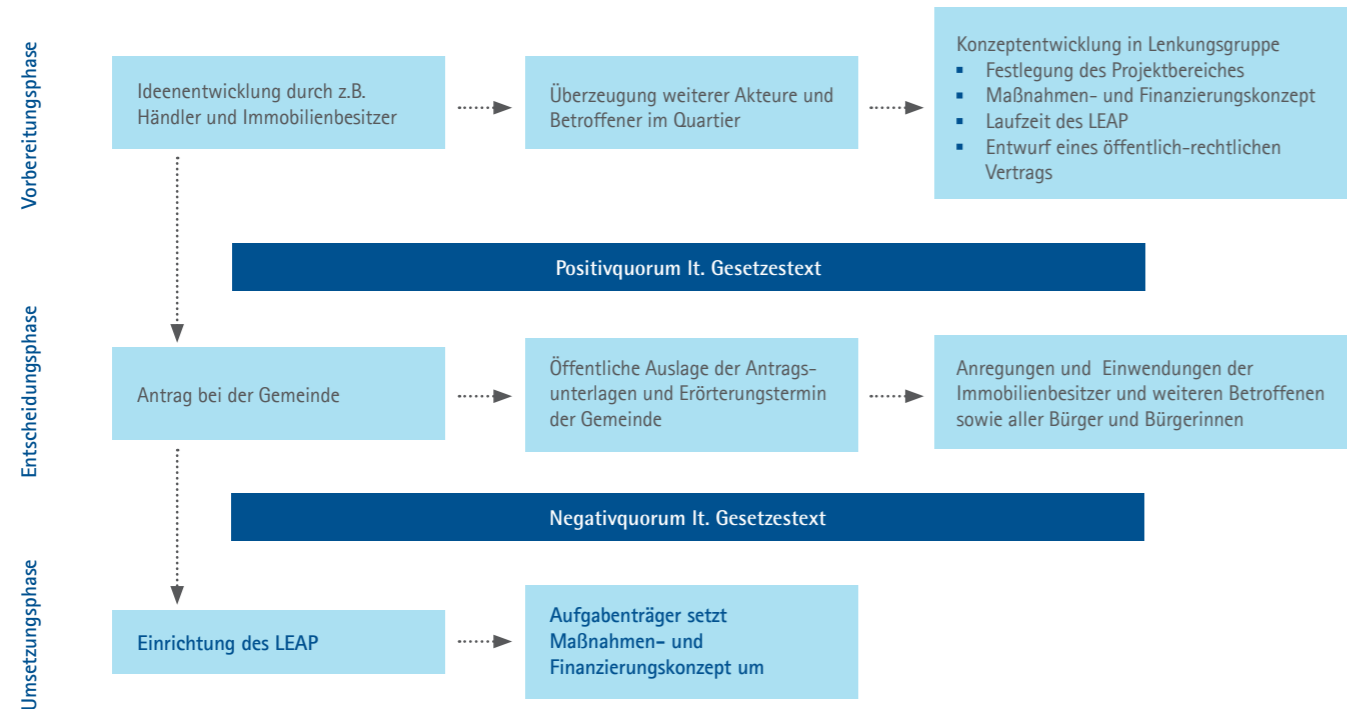 Vorbereitungsphase
Ideenentwicklung durch z.B.
Händler und Immobilienbesitzer
Überzeugung weiterer Akteure und
Betroffener im Quartier
Konzeptentwicklung in Lenkungsgruppe
▪ Festlegung des Projektbereiches
▪ Maßnahmen- und Finanzierungskonzept
▪ Laufzeit des LEAP
▪ Entwurf eines öffentlich-rechtlichen
Vertrags
Positivquorum lt. Gesetzestext
Entscheidungsphase
Antrag bei der Gemeinde
Öffentliche Auslage der Antrags-
unterlagen und Erörterungstermin
der Gemeinde
Anregungen und Einwendungen der
Immobilienbesitzer und weiteren Betroffenen
sowie aller Bürger und Bürgerinnen
Negativquorum lt. Gesetzestext
Umsetzungsphase
Einrichtung des LEAP
Aufgabenträger setzt
Maßnahmen- und
Finanzierungskonzept um